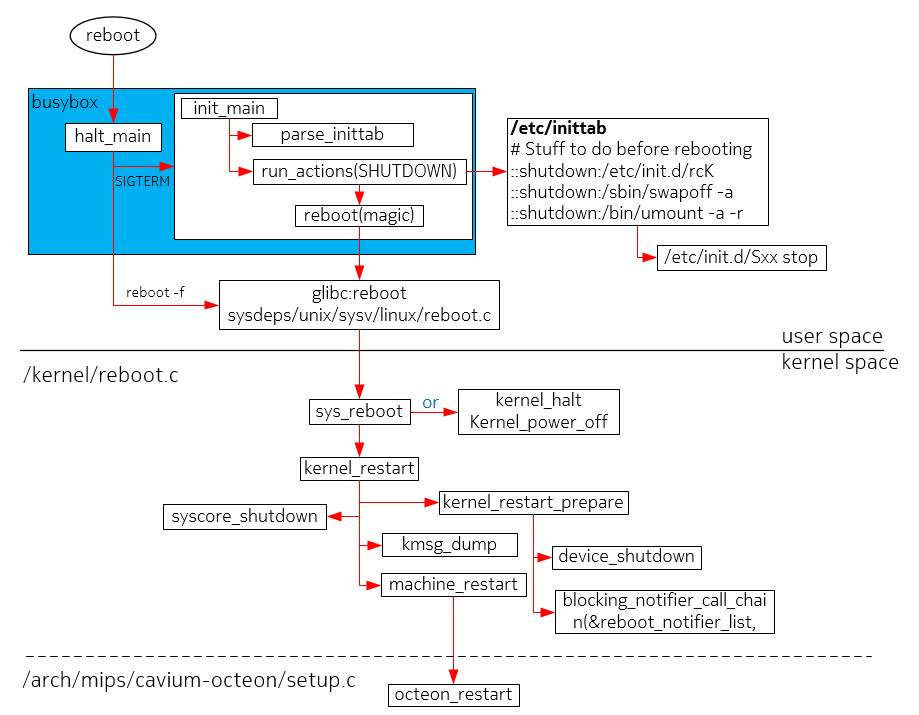 reboot
busybox
init_main
halt_main
parse_inittab
SIGTERM
run_actions(SHUTDOWN)
reboot(magic)
/etc/inittab
# Stuff to do before rebooting
::shutdown:/etc/init.d/rcK
::shutdown:/sbin/swapoff -a
::shutdown:/bin/umount -a -r
/etc/init.d/Sxx stop
reboot -f
glibc:reboot
sysdeps/unix/sysv/linux/reboot.c
user space
kernel space
/kernel/reboot.c
sys_reboot
or
kernel_halt
Kernel_power_off
kernel_restart
kernel_restart_prepare
syscore_shutdown
kmsg_dump
device_shutdown
machine_restart
blocking_notifier_call_chai
n(&reboot_notifier_list,
/arch/mips/cavium-octeon/setup.c
octeon_restart